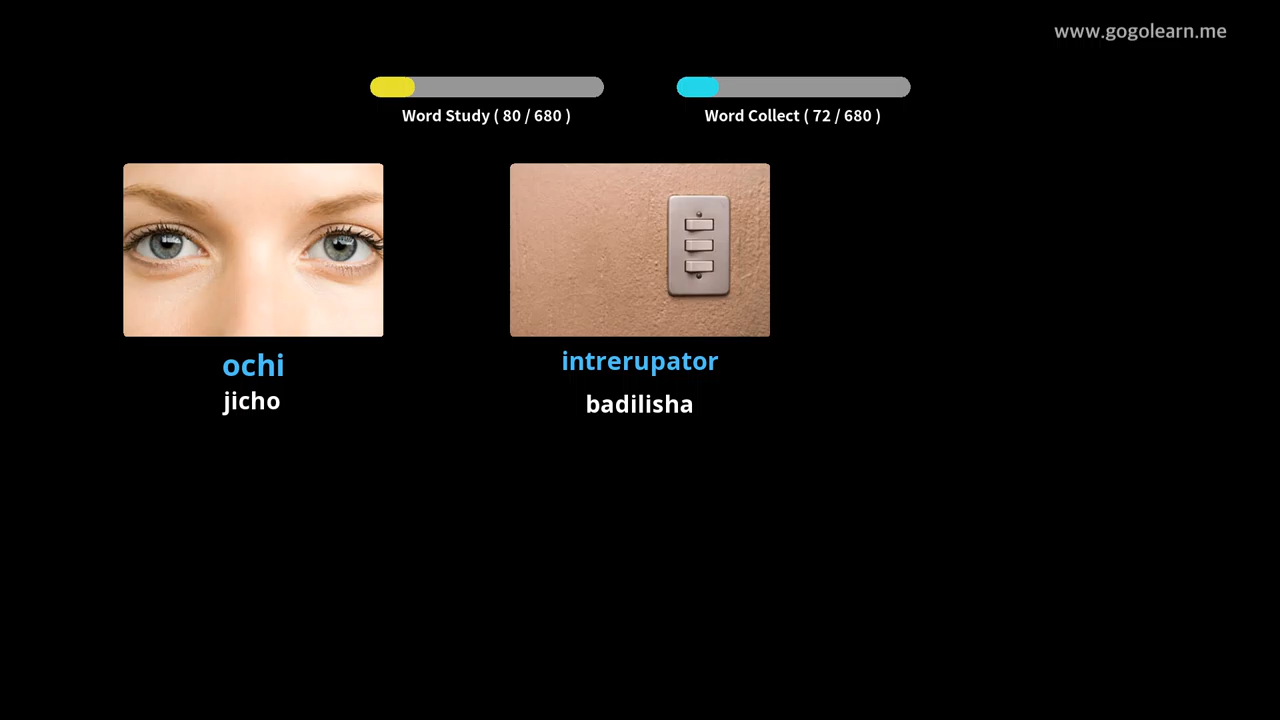 www.gogolearn.me
Word Study ( 80 / 680 )
Word Collect ( 72 / 680 )
ochi
jicho
intrerupator
badilisha